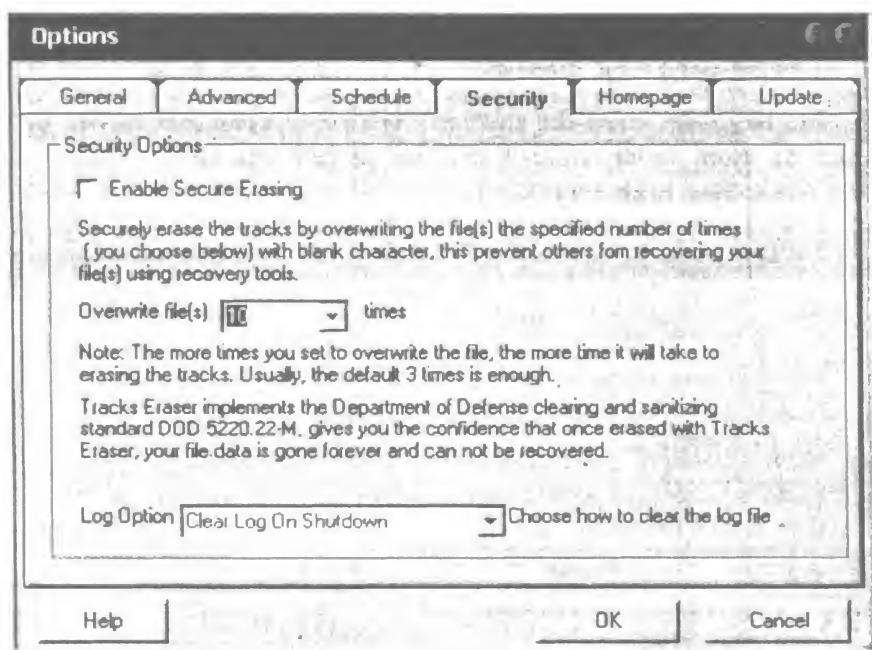 Options
General Advanced Schedule Security Homepage Update
Security Options
Enable Secure Erasing
Securely erase the tracks by overwriting the file(s) the specified number of times
( you choose below) with blank character, this prevent others fom recovering your
file(s) using recovery tools.
Overwrite file(s) 10 times
Note: The more times you set to overwrite the file, the more time it will take to
erasing the tracks. Usually, the default 3 times is enough.
Tracks Eraser implements the Department of Defense clearing and sanitizing
standard DOD 5220.22-M, gives you the confidence that once erased with Tracks
Eraser, your file data is gone forever and can not be recovered.
Log Option Clear Log On Shutdown Choose how to clear the log file
Help OK Cancel